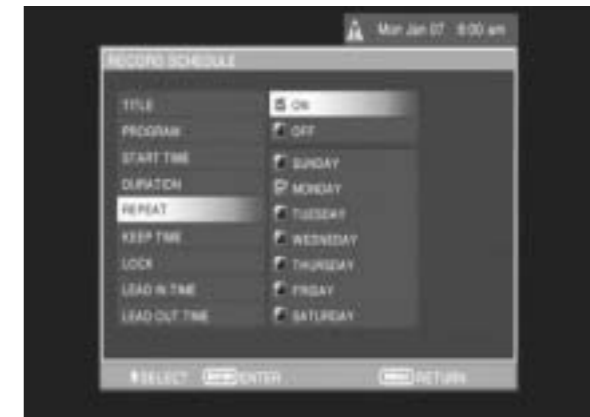 Mon Jan 07 8:00 am
RECORD SCHEDULE
TITLE
PROGRAM
START TIME
DURATION
REPEAT
KEEP TIME
LOCK
LEAD IN TIME
LEAD OUT TIME
ON
OFF
SUNDAY
MONDAY
TUESDAY
WEDNESDAY
THURSDAY
FRIDAY
SATURDAY
SELECT ENTER RETURN